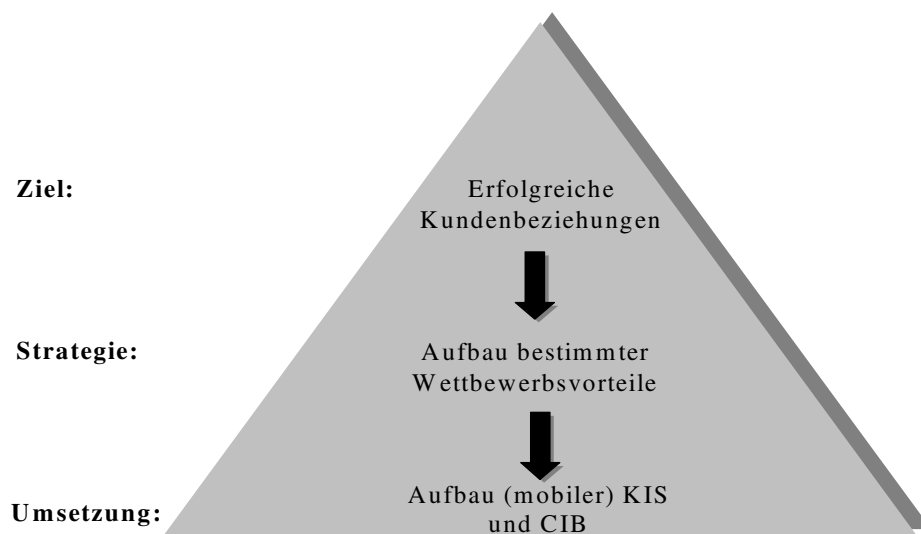 Ziel:
Erfolgreiche
Kundenbeziehungen
Strategie:
Aufbau bestimmter
Wettbewerbsvorteile
Umsetzung:
Aufbau (mobiler) KIS
und CIB